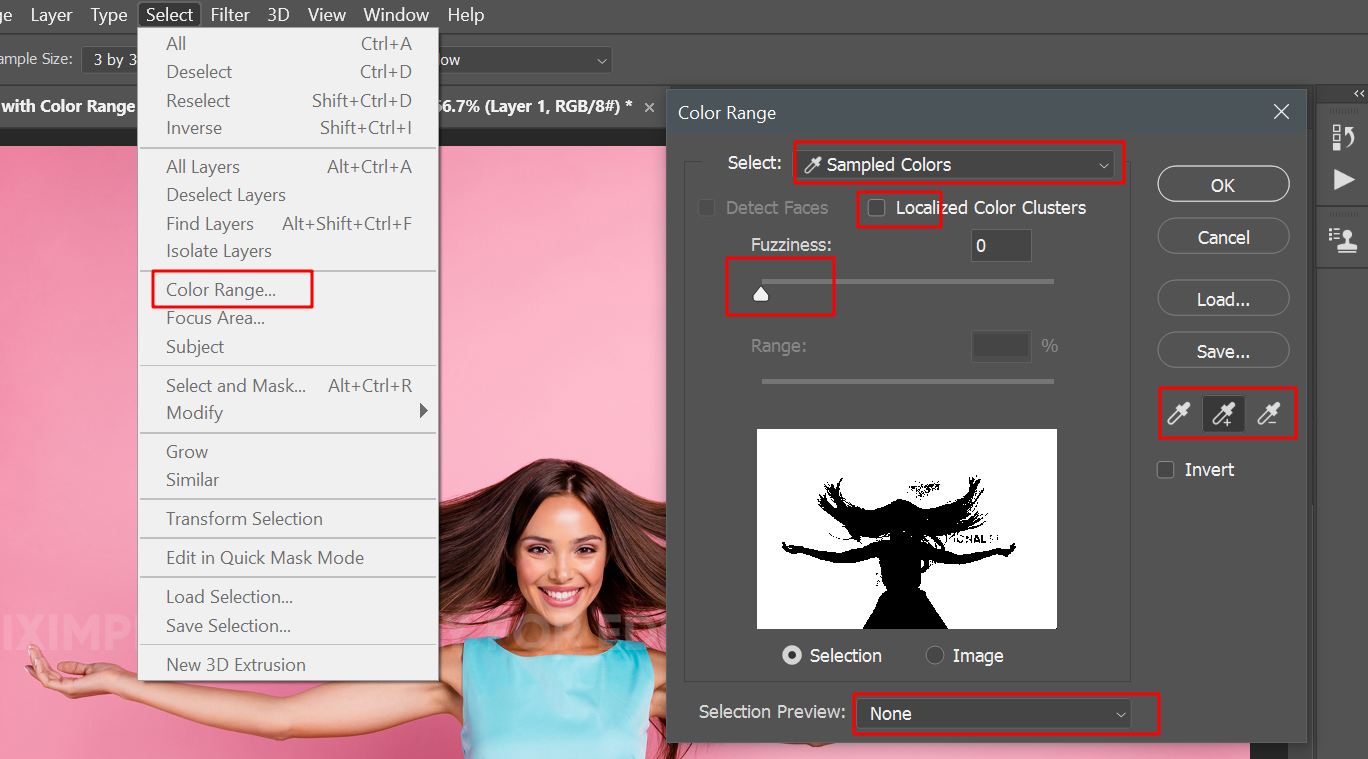 ge Layer Type Select Filter 3D View Window Help
ample Size: 3 by 3 ow
with Color Range 66.7% (Layer 1, RGB/8#) *
All Ctrl+A
Deselect Ctrl+D
Reselect Shift+Ctrl+D
Inverse Shift+Ctrl+I
All Layers Alt+Ctrl+A
Deselect Layers
Find Layers Alt+Shift+Ctrl+F
Isolate Layers
Color Range...
Focus Area...
Subject
Select and Mask... Alt+Ctrl+R
Modify
Grow
Similar
Transform Selection
Edit in Quick Mask Mode
Load Selection...
Save Selection...
New 3D Extrusion
Color Range
Select: Sampled Colors
Detect Faces Localized Color Clusters
Fuzziness: 0
Range: %
OK
Cancel
Load...
Save...
Invert
Selection Image
Selection Preview: None